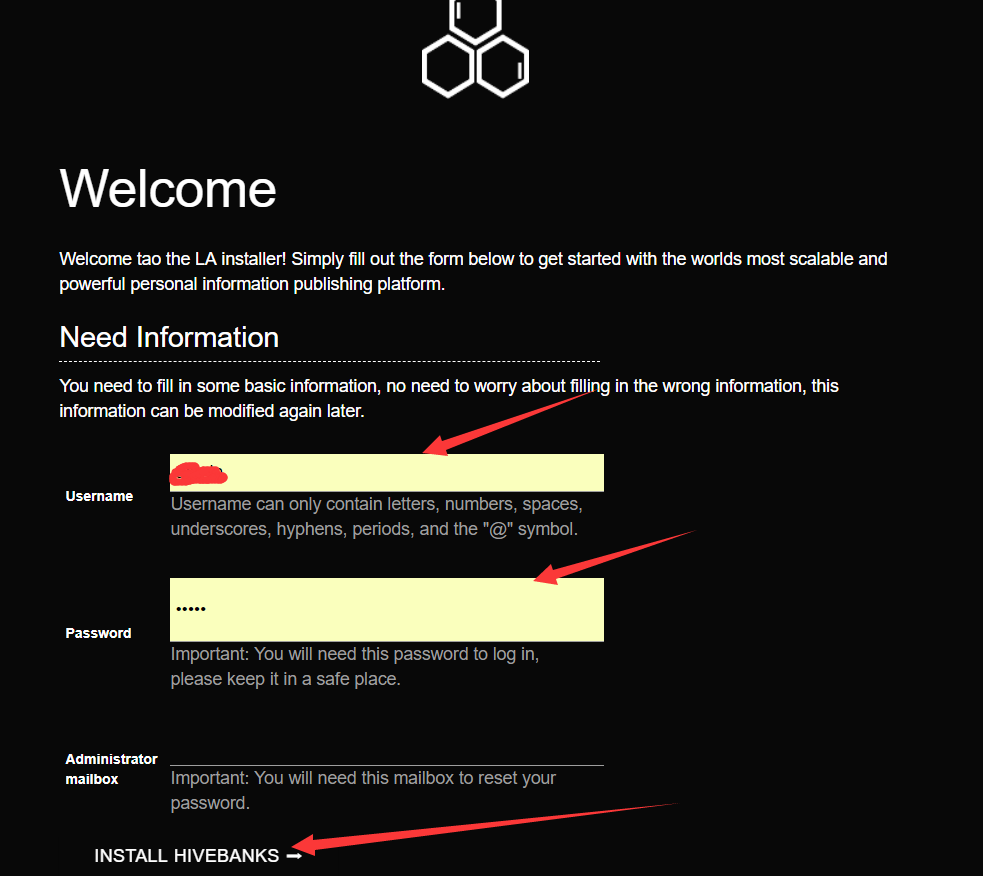 Welcome
Welcome tao the LA installer! Simply fill out the form below to get started with the worlds most scalable and
powerful personal information publishing platform.
Need Information
You need to fill in some basic information, no need to worry about filling in the wrong information, this
information can be modified again later.
Username
Username can only contain letters, numbers, spaces,
underscores, hyphens, periods, and the "@" symbol.
Password
•••••
Important: You will need this password to log in,
please keep it in a safe place.
Administrator
mailbox
Important: You will need this mailbox to reset your
password.
INSTALL HIVEBANKS ➞